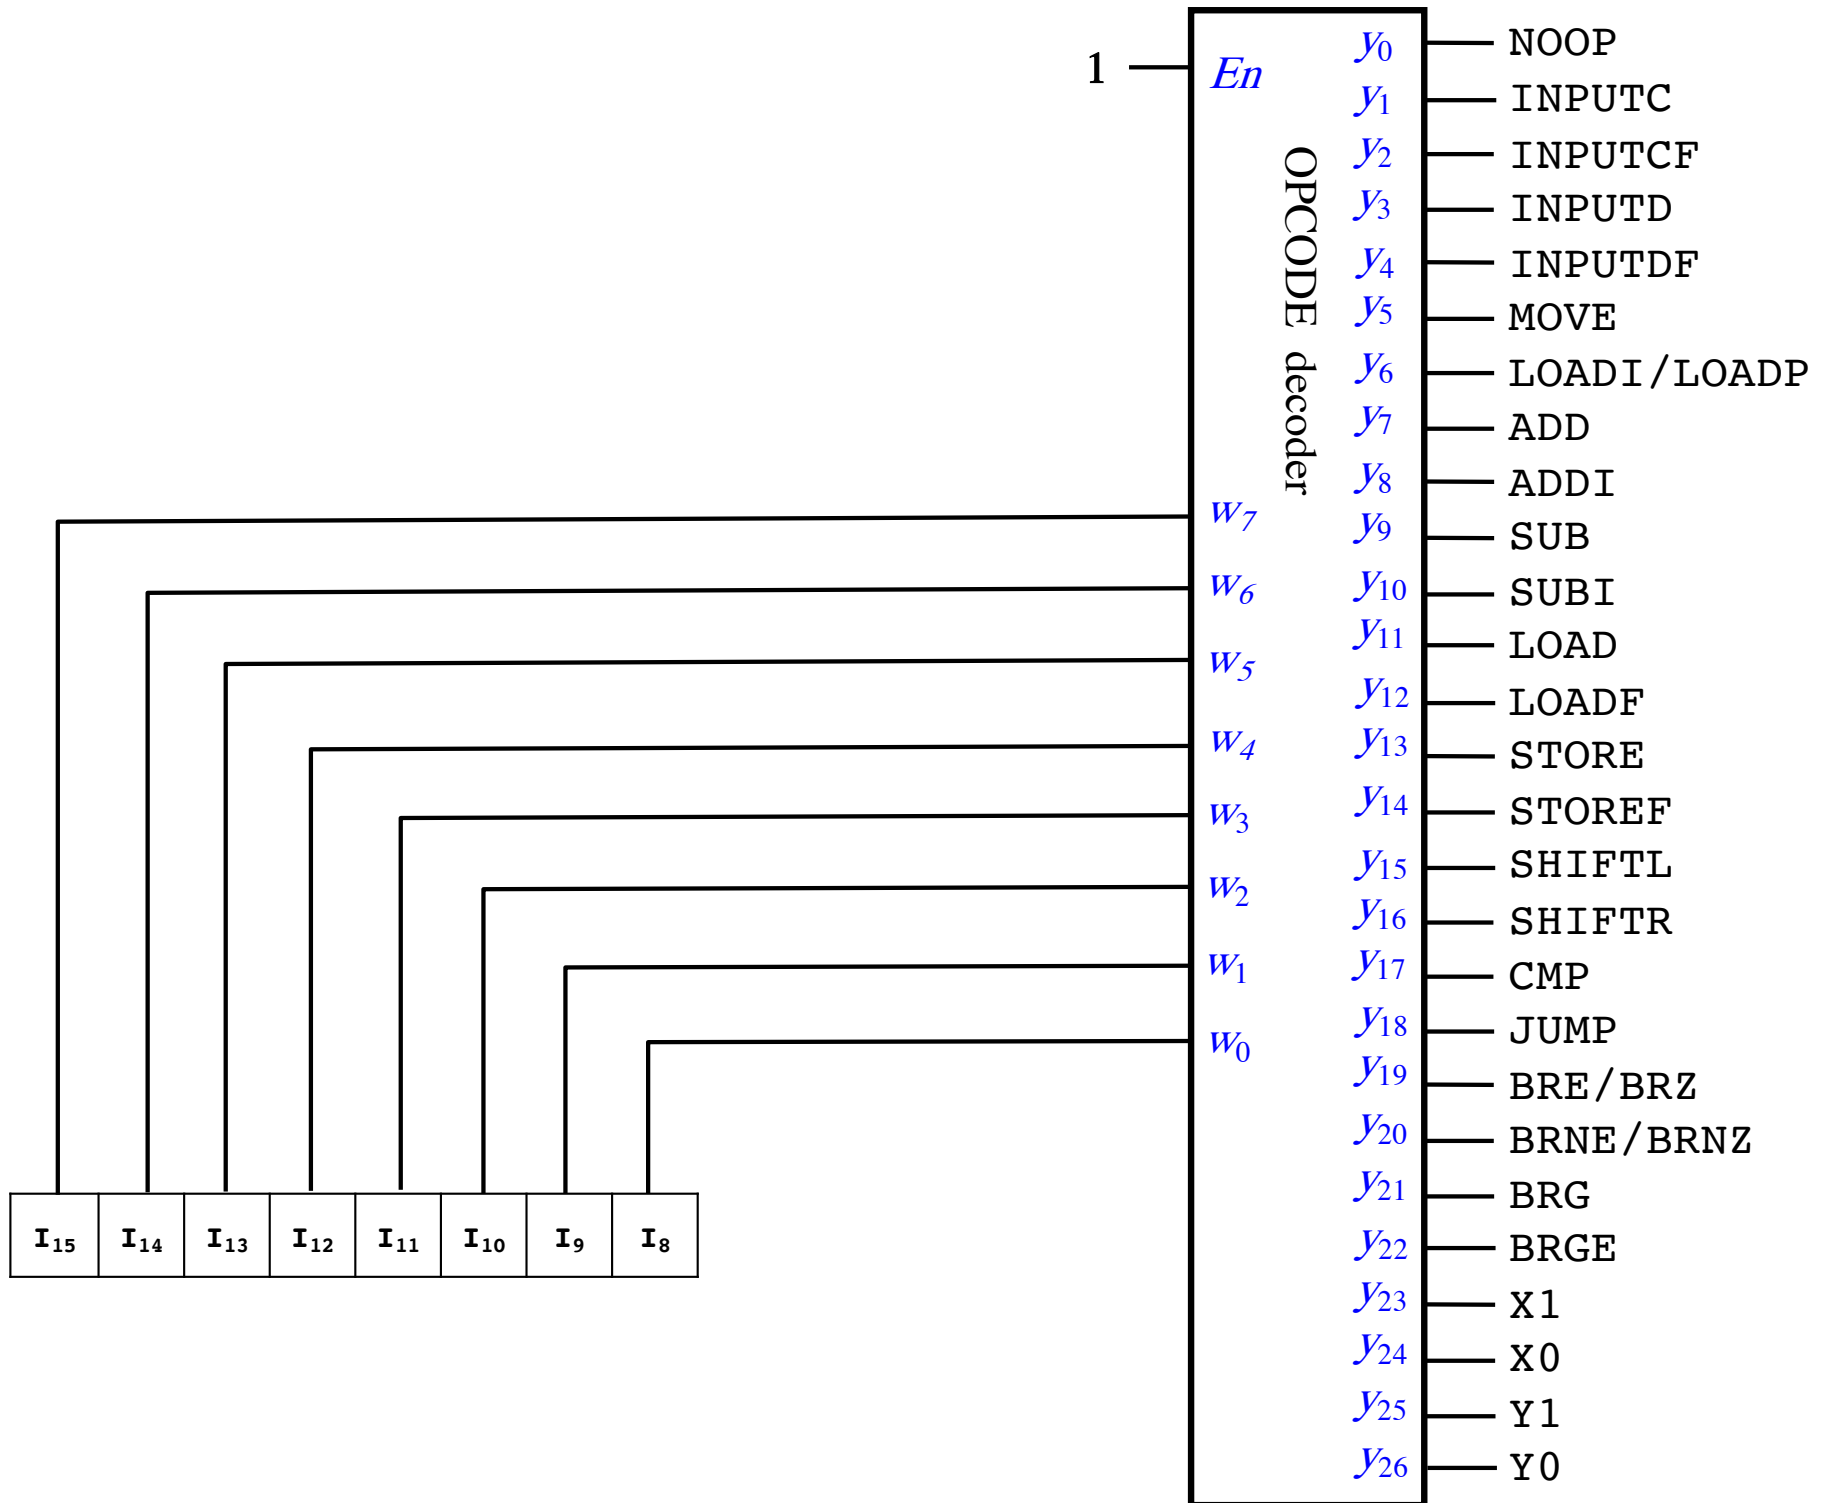 y0 NOOP
1 En
y1 INPUTC
y2 INPUTCF
y3 INPUTD
y4 INPUTDF
y5 MOVE
y6 LOADI/LOADP
y7 ADD
y8 ADDI
OPCODE decoder
w7 y9 SUB
w6 y10 SUBI
y11 LOAD
w5 y12 LOADF
w4 y13 STORE
w3 y14 STOREF
y15 SHIFTL
w2 y16 SHIFTR
w1 y17 CMP
w0 y18 JUMP
y19 BRE/BRZ
y20 BRNE/BRNZ
y21 BRG
I15 I14 I13 I12 I11 I10 I9 I8
y22 BRGE
y23 X1
y24 X0
y25 Y1
y26 Y0